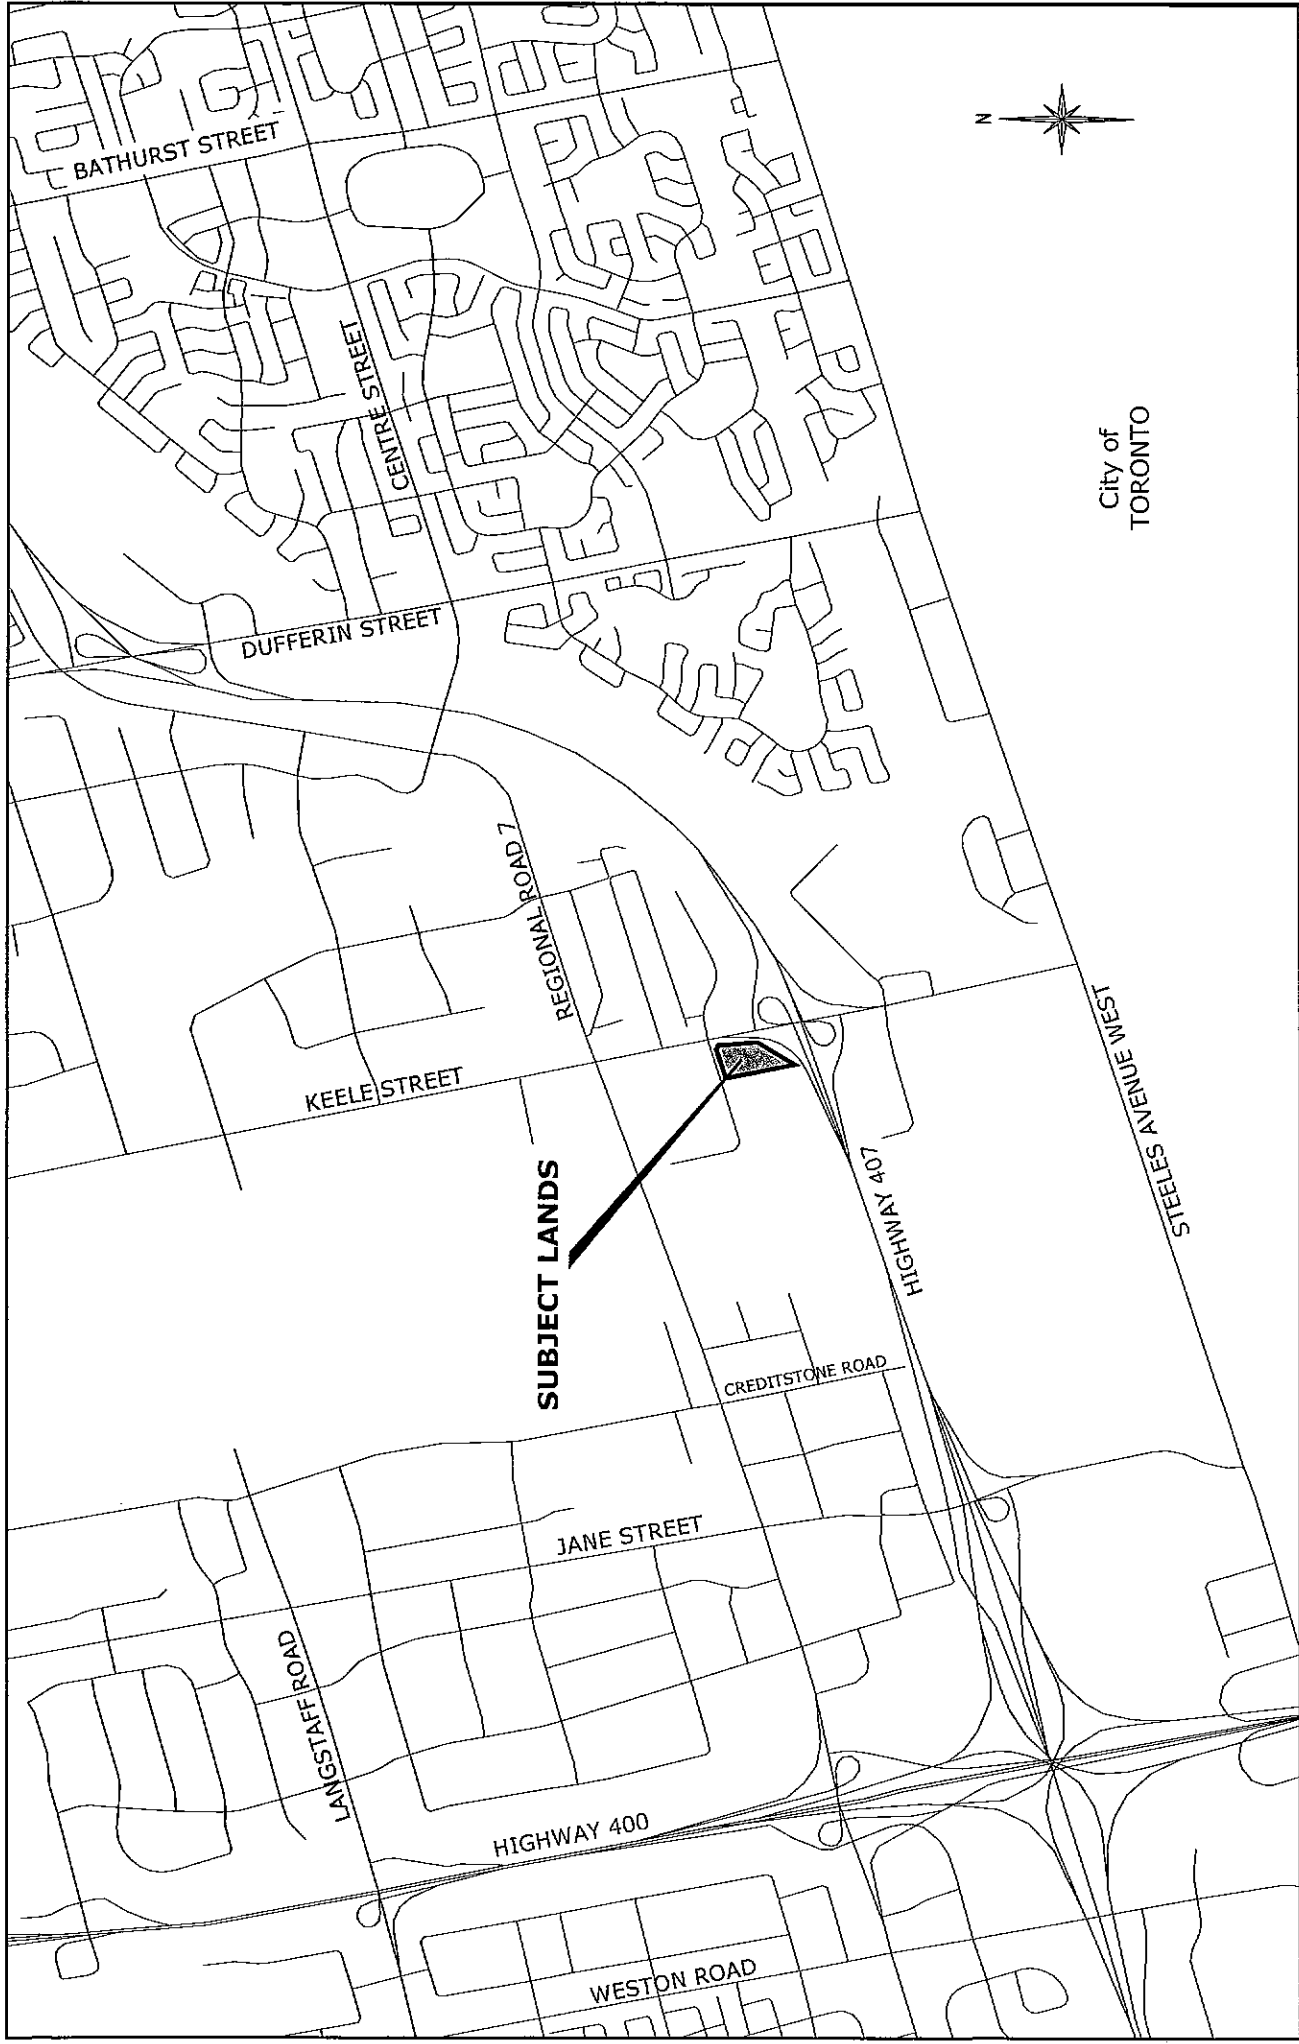 BATHURST STREET
N
CENTRE STREET
City of
TORONTO
DUFFERIN STREET
REGIONAL ROAD 7
KEELE STREET
STEELES AVENUE WEST
SUBJECT LANDS
HIGHWAY 407
CREDITSTONE ROAD
JANE STREET
LANGSTAFF ROAD
HIGHWAY 400
WESTON ROAD